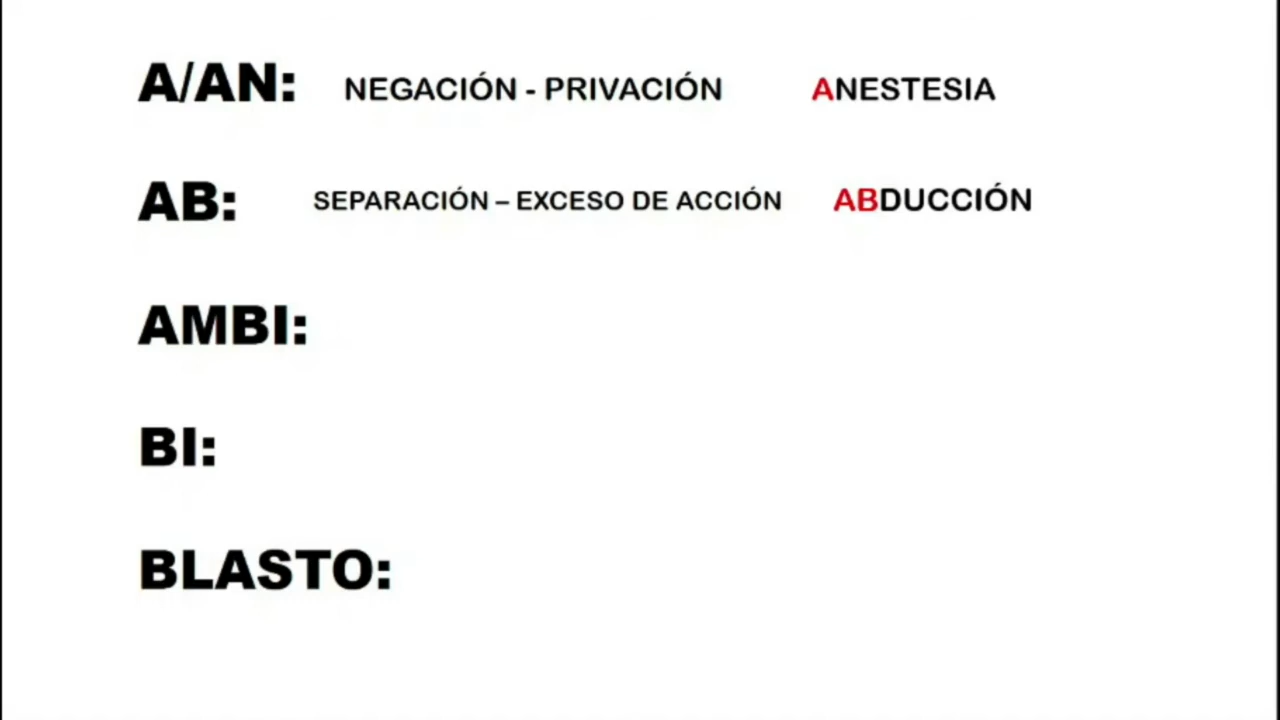 A/AN: NEGACIÓN - PRIVACIÓN ANESTESIA
AB: SEPARACIÓN – EXCESO DE ACCIÓN ABDUCCIÓN
AMBI:
BI:
BLASTO: